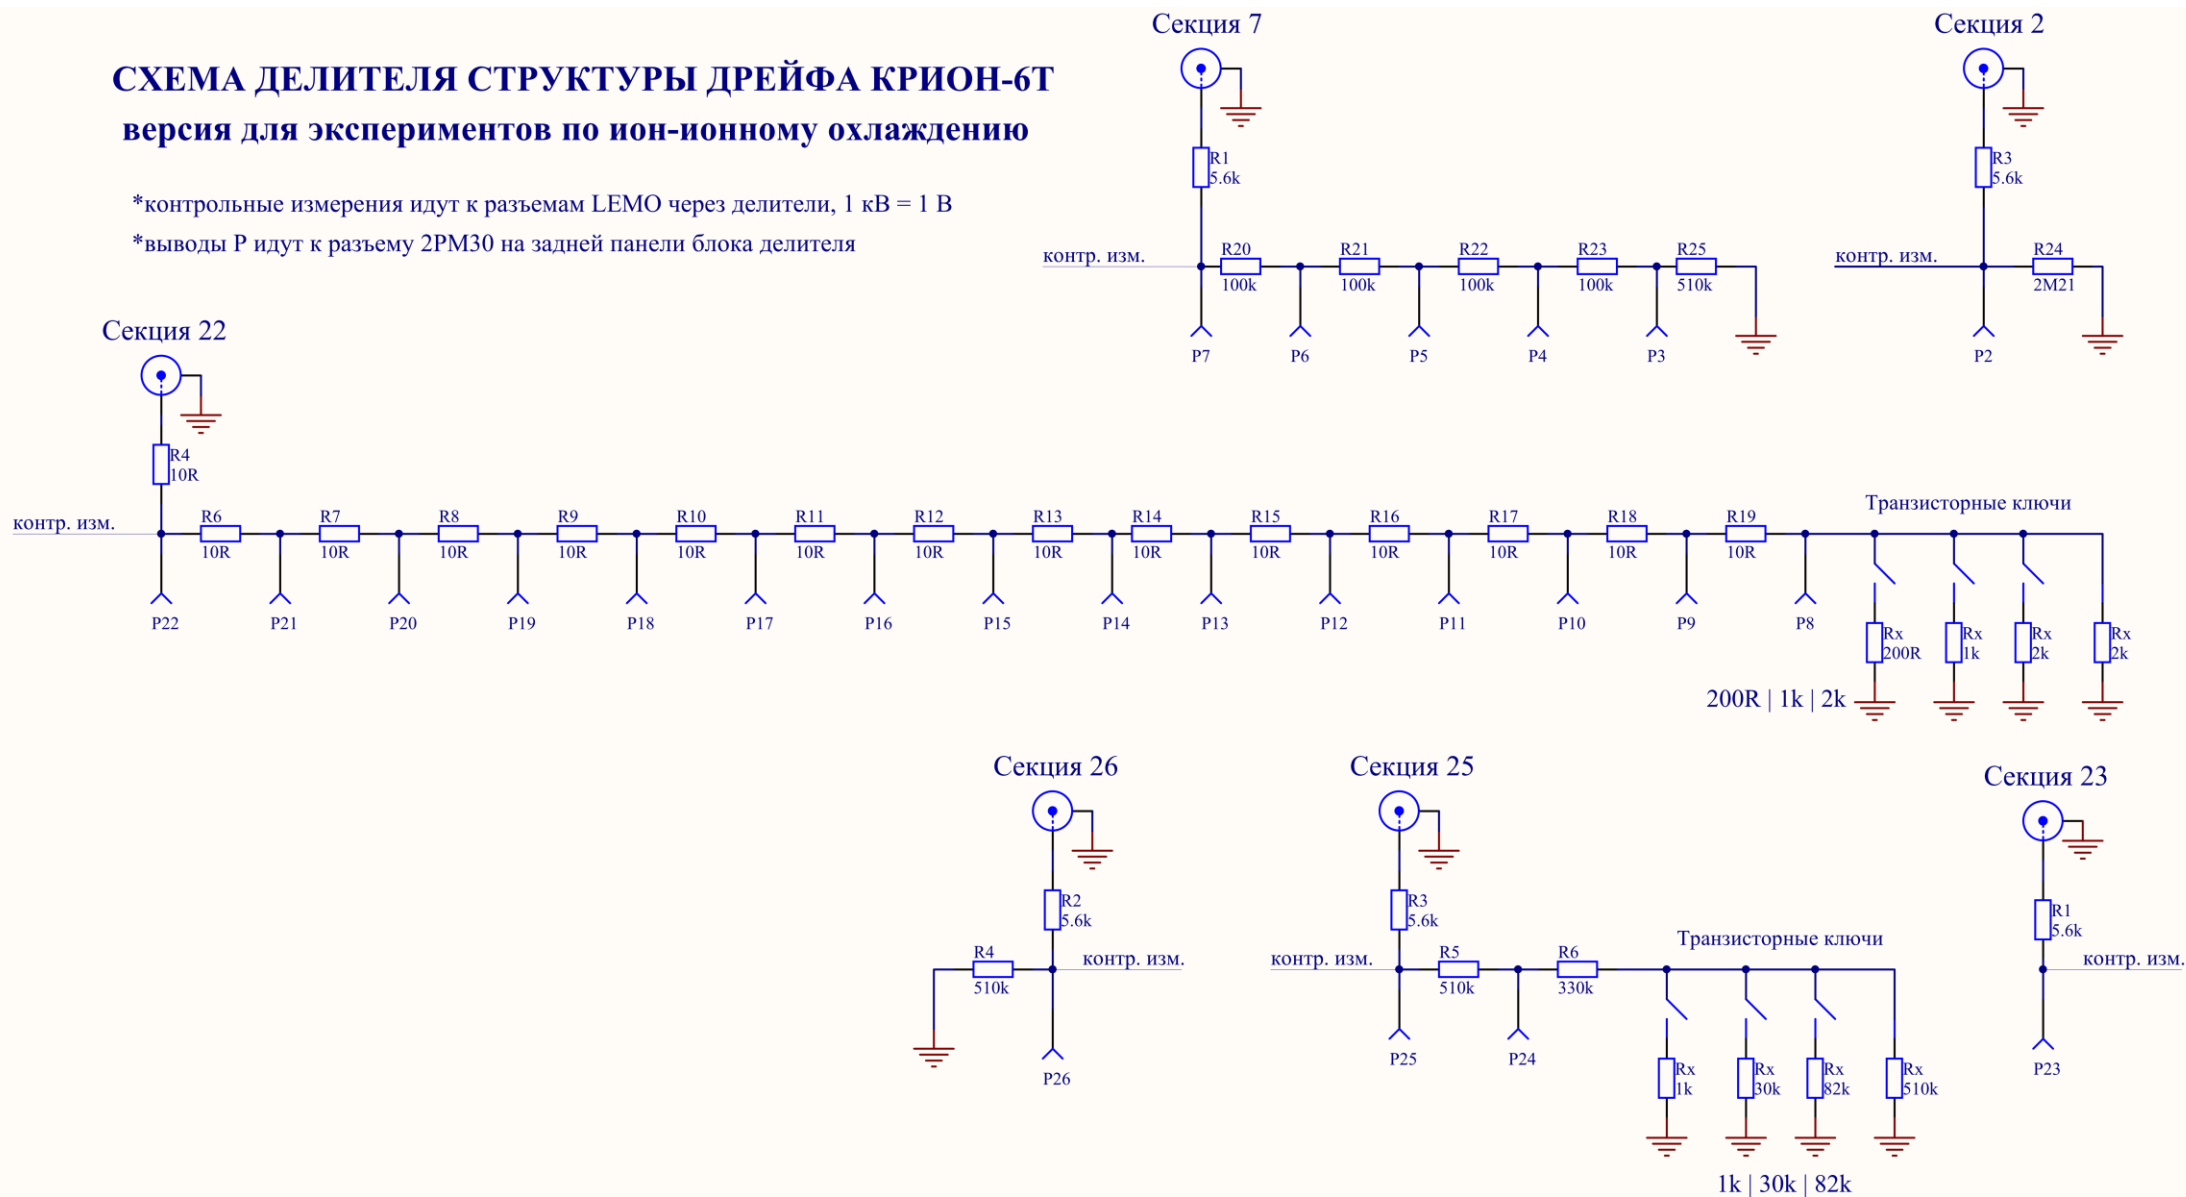 Секция 7
Секция 2
СХЕМА ДЕЛИТЕЛЯ СТРУКТУРЫ ДРЕЙФА КРИОН-6Т
версия для экспериментов по ион-ионному охлаждению
R1
5.6k
R3
5.6k
*контрольные измерения идут к разъемам LEMO через делители, 1 кВ = 1 В
*выводы P идут к разъему 2РМ30 на задней панели блока делителя
контр. изм.
R20
R21
R22
R23
R25
контр. изм.
R24
100k
100k
100k
100k
510k
2M21
P7
P6
P5
P4
P3
P2
Секция 22
R4
10R
контр. изм.
R6
R7
R8
R9
R10
R11
R12
R13
R14
R15
R16
R17
R18
R19
Транзисторные ключи
10R
10R
10R
10R
10R
10R
10R
10R
10R
10R
10R
10R
10R
10R
P22
P21
P20
P19
P18
P17
P16
P15
P14
P13
P12
P11
P10
P9
P8
Rx
200R
Rx
1k
Rx
2k
Rx
2k
200R | 1k | 2k
Секция 26
Секция 25
Секция 23
R2
5.6k
R3
5.6k
R1
5.6k
R4
510k
контр. изм.
контр. изм.
R5
510k
R6
330k
Транзисторные ключи
контр. изм.
P26
P25
P24
Rx
1k
Rx
30k
Rx
82k
Rx
510k
P23
1k | 30k | 82k